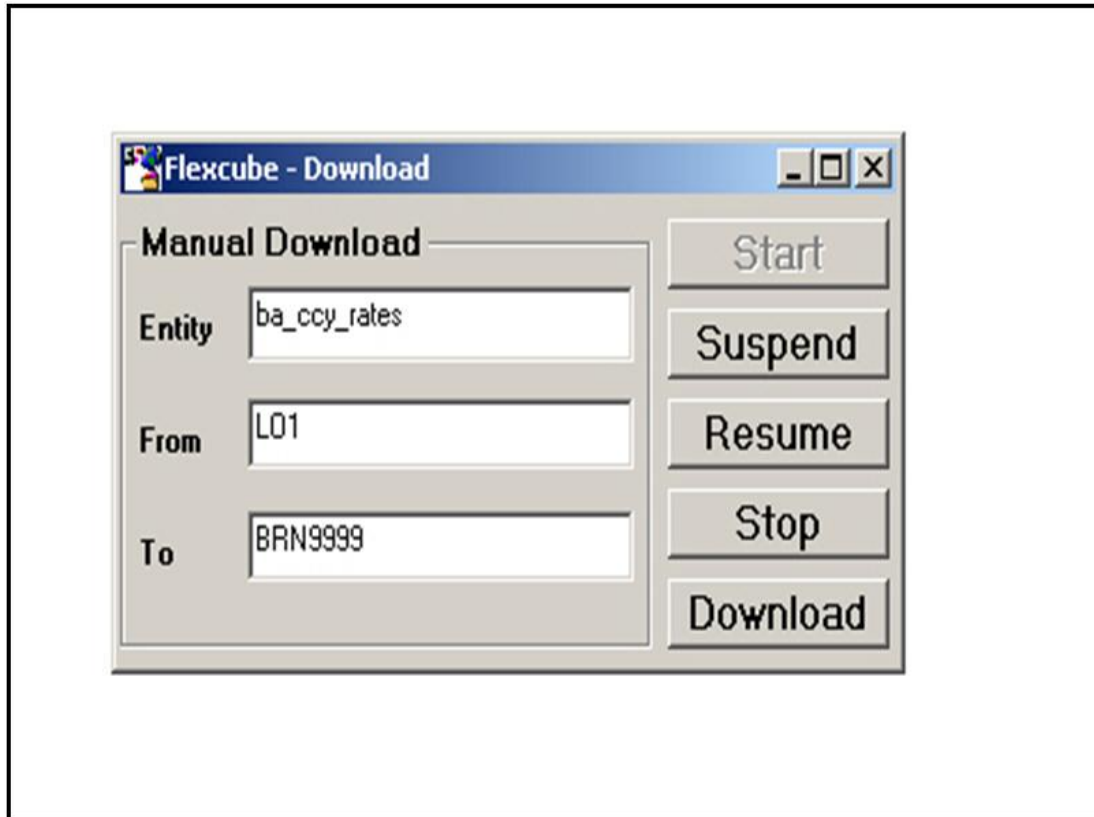 Flexcube - Download
Manual Download
Entity
ba_ccy_rates
From
L01
To
BRN9999
Start
Suspend
Resume
Stop
Download